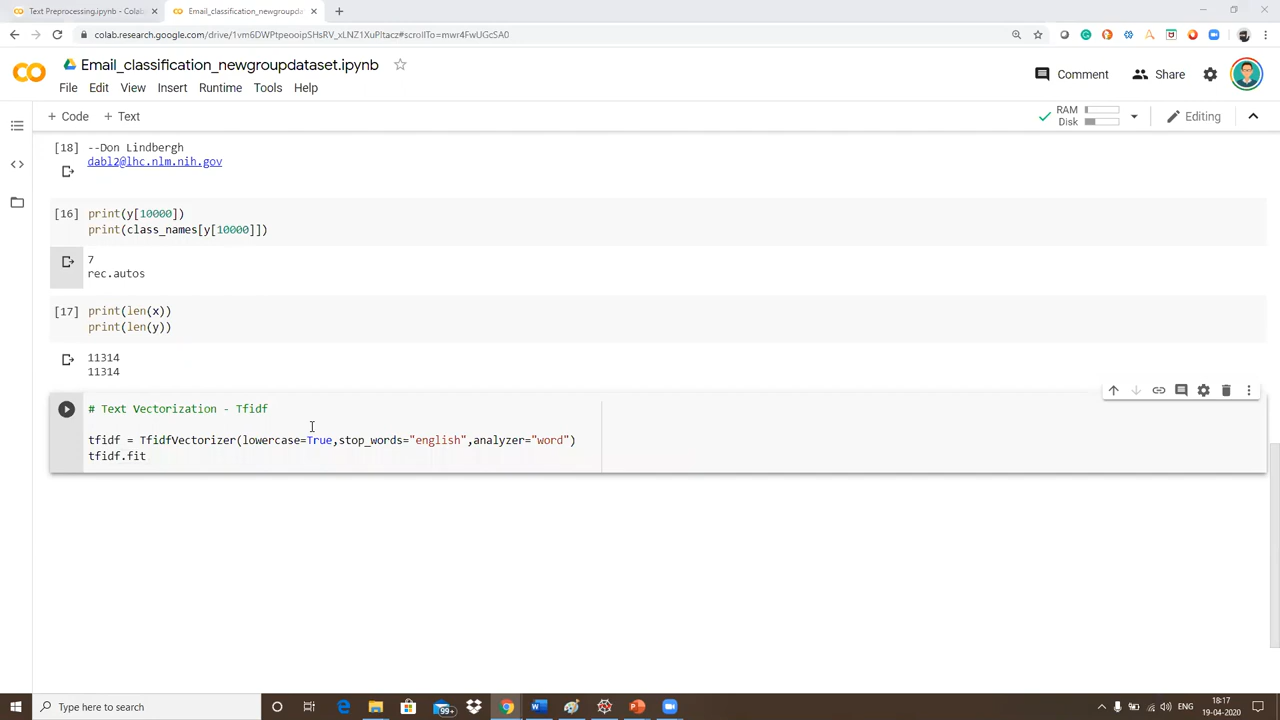 Text Preprocessing.ipynb - Colab
Email_classification_newgroupdata
colab.research.google.com/drive/1vm6DWPtpeooipSHsRV_xLNZ1XuPltacz#scrollTo=mwr4FwUGcSA0
Email_classification_newgroupdataset.ipynb
Comment
Share
File Edit View Insert Runtime Tools Help
+ Code + Text
RAM
Disk
Editing
[18] --Don Lindbergh
dabl2@lhc.nlm.nih.gov
[16] print(y[10000])
print(class_names[y[10000]])
7
rec.autos
[17] print(len(x))
print(len(y))
11314
11314
# Text Vectorization - Tfidf
tfidf = TfidfVectorizer(lowercase=True,stop_words="english",analyzer="word")
tfidf.fit
Type here to search
99+
ENG
18:17
19-04-2020